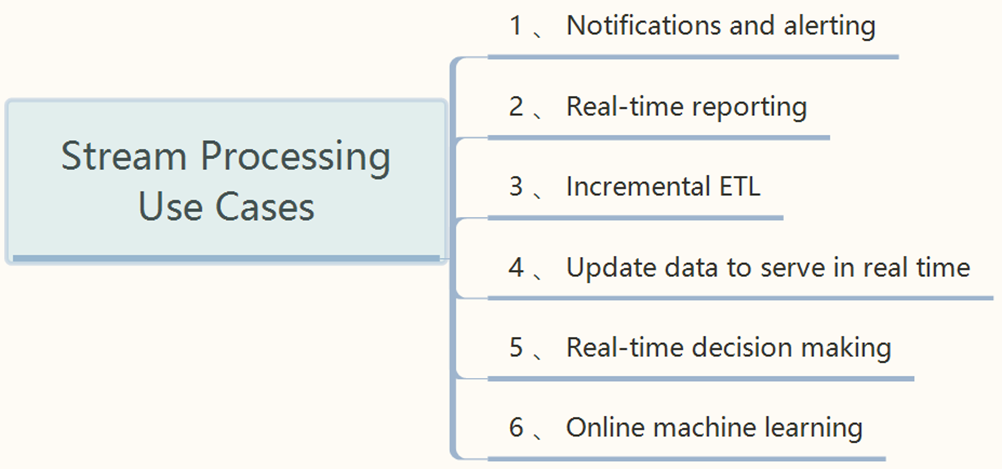 Stream Processing
Use Cases
1 、 Notifications and alerting
2 、 Real-time reporting
3 、 Incremental ETL
4 、 Update data to serve in real time
5 、 Real-time decision making
6 、 Online machine learning